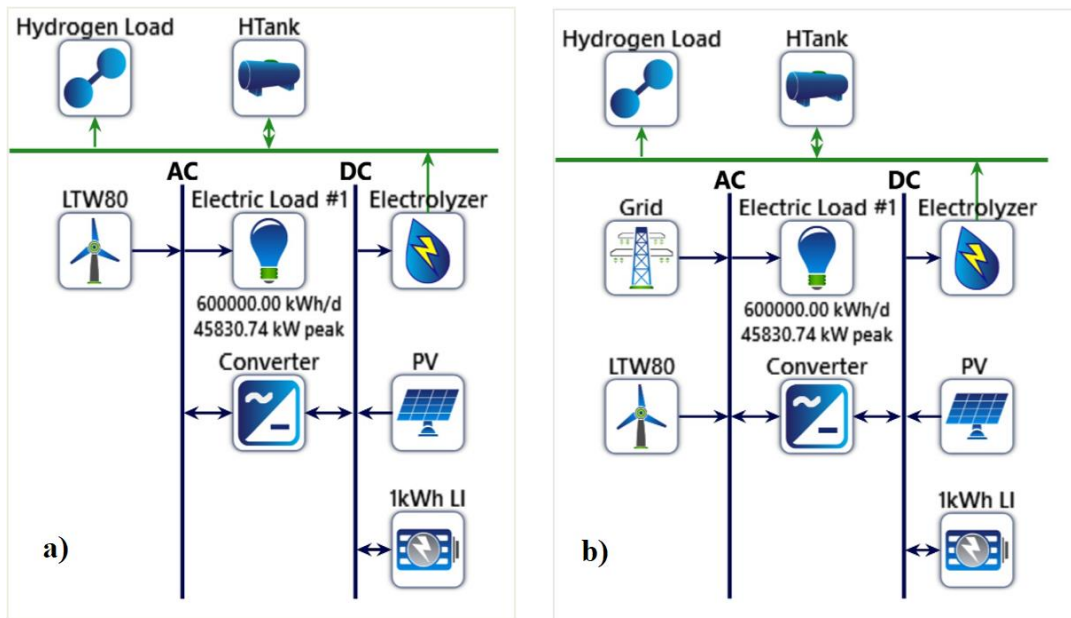 Hydrogen Load HTank
AC DC
LTW80 Electric Load #1 Electrolyzer
600000.00 kWh/d
45830.74 kW peak
Converter PV
1kWh LI
a)
Hydrogen Load HTank
AC DC
Grid Electric Load #1 Electrolyzer
600000.00 kWh/d
45830.74 kW peak
LTW80 Converter PV
1kWh LI
b)